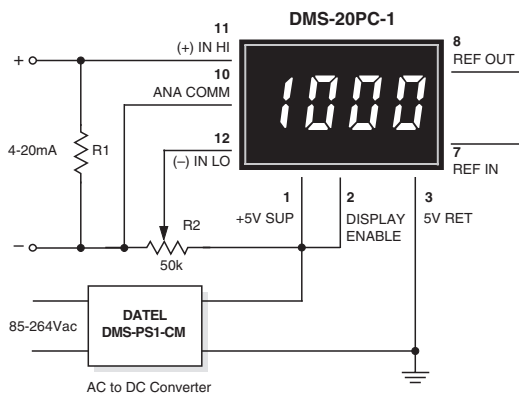 DMS-20PC-1
11
(+) IN HI
10
ANA COMM
12
(–) IN LO
8
REF OUT
7
REF IN
1000
+
4-20mA
R1
–
R2
50k
1
+5V SUP
2
DISPLAY
ENABLE
3
5V RET
85-264Vac
DATEL
DMS-PS1-CM
AC to DC Converter